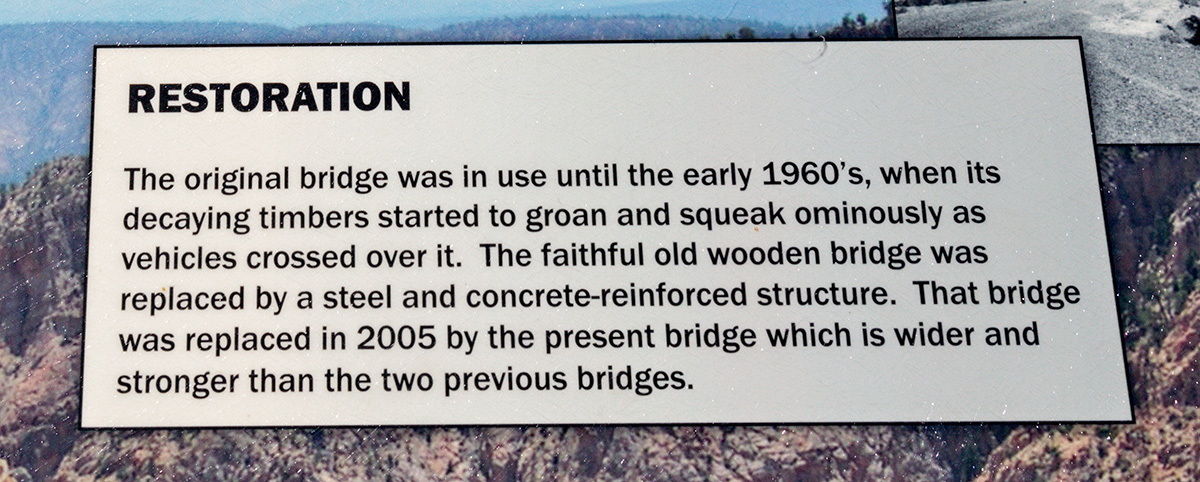 RESTORATION
The original bridge was in use until the early 1960's, when its
decaying timbers started to groan and squeak ominously as
vehicles crossed over it.  The faithful old wooden bridge was
replaced by a steel and concrete-reinforced structure.  That bridge
was replaced in 2005 by the present bridge which is wider and
stronger than the two previous bridges.